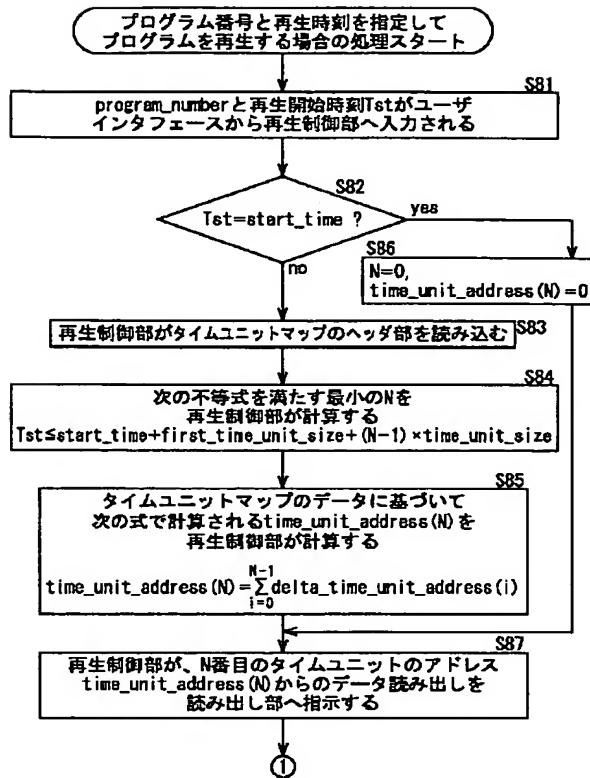 プログラム番号と再生時刻を指定して
プログラムを再生する場合の処理スタート
S81
program_numberと再生開始時刻Tstがユーザ
インタフェースから再生制御部へ入力される
S82
Tst=start_time ?
yes
no
S86
N=0,
time_unit_address(N)=0
再生制御部がタイムユニットマップのヘッダ部を読み込む
S83
S84
次の不等式を満たす最小のNを
再生制御部が計算する
Tst≤start_time+first_time_unit_size+(N-1)×time_unit_size
S85
タイムユニットマップのデータに基づいて
次の式で計算されるtime_unit_address(N)を
再生制御部が計算する
N-1
time_unit_address(N)=Σdelta_time_unit_address(i)
i=0
S87
再生制御部が、N番目のタイムユニットのアドレス
time_unit_address(N)からのデータ読み出しを
読み出し部へ指示する
①